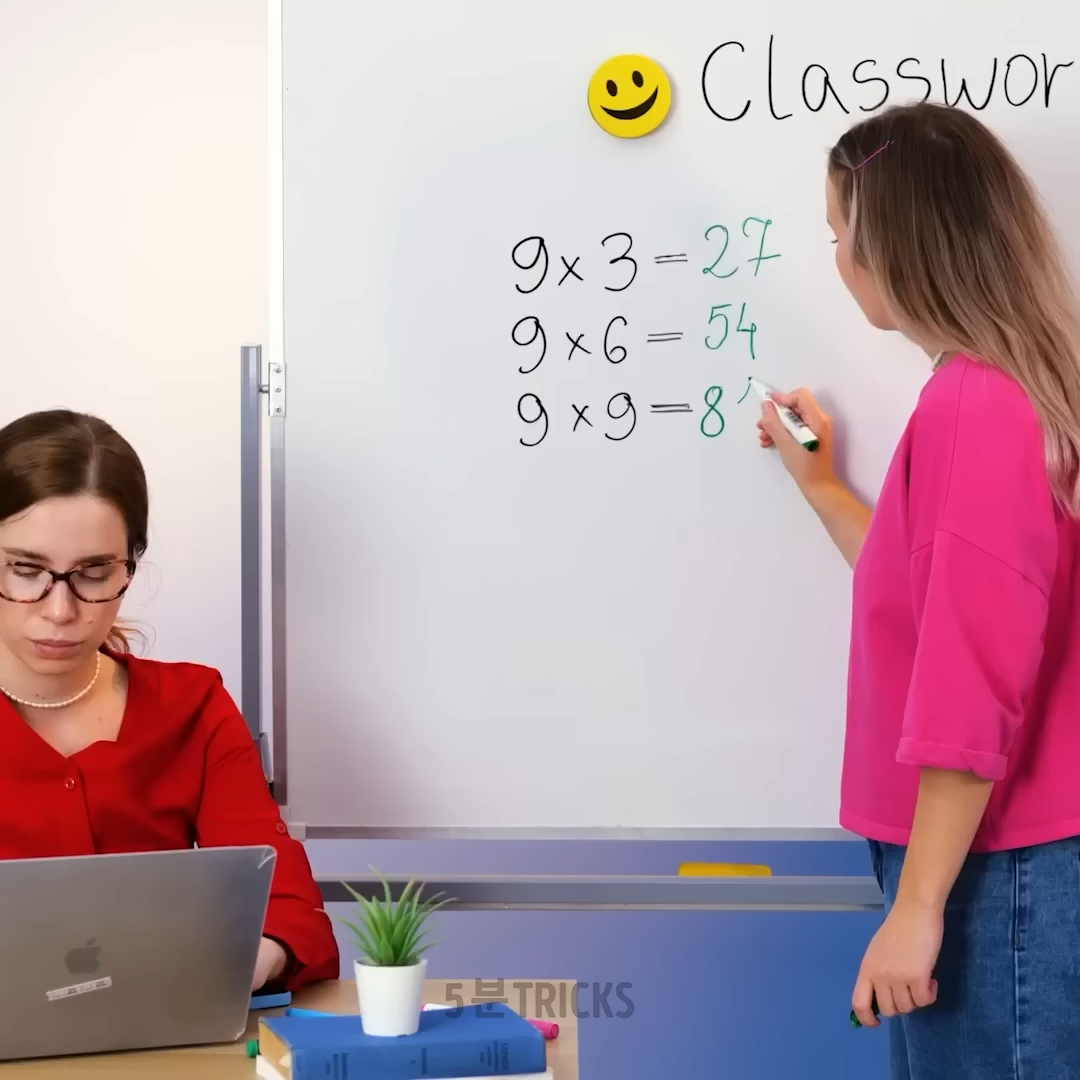 Classwor
9 x 3 = 27
9 x 6 = 54
9 x 9 = 8
5분TRICKS